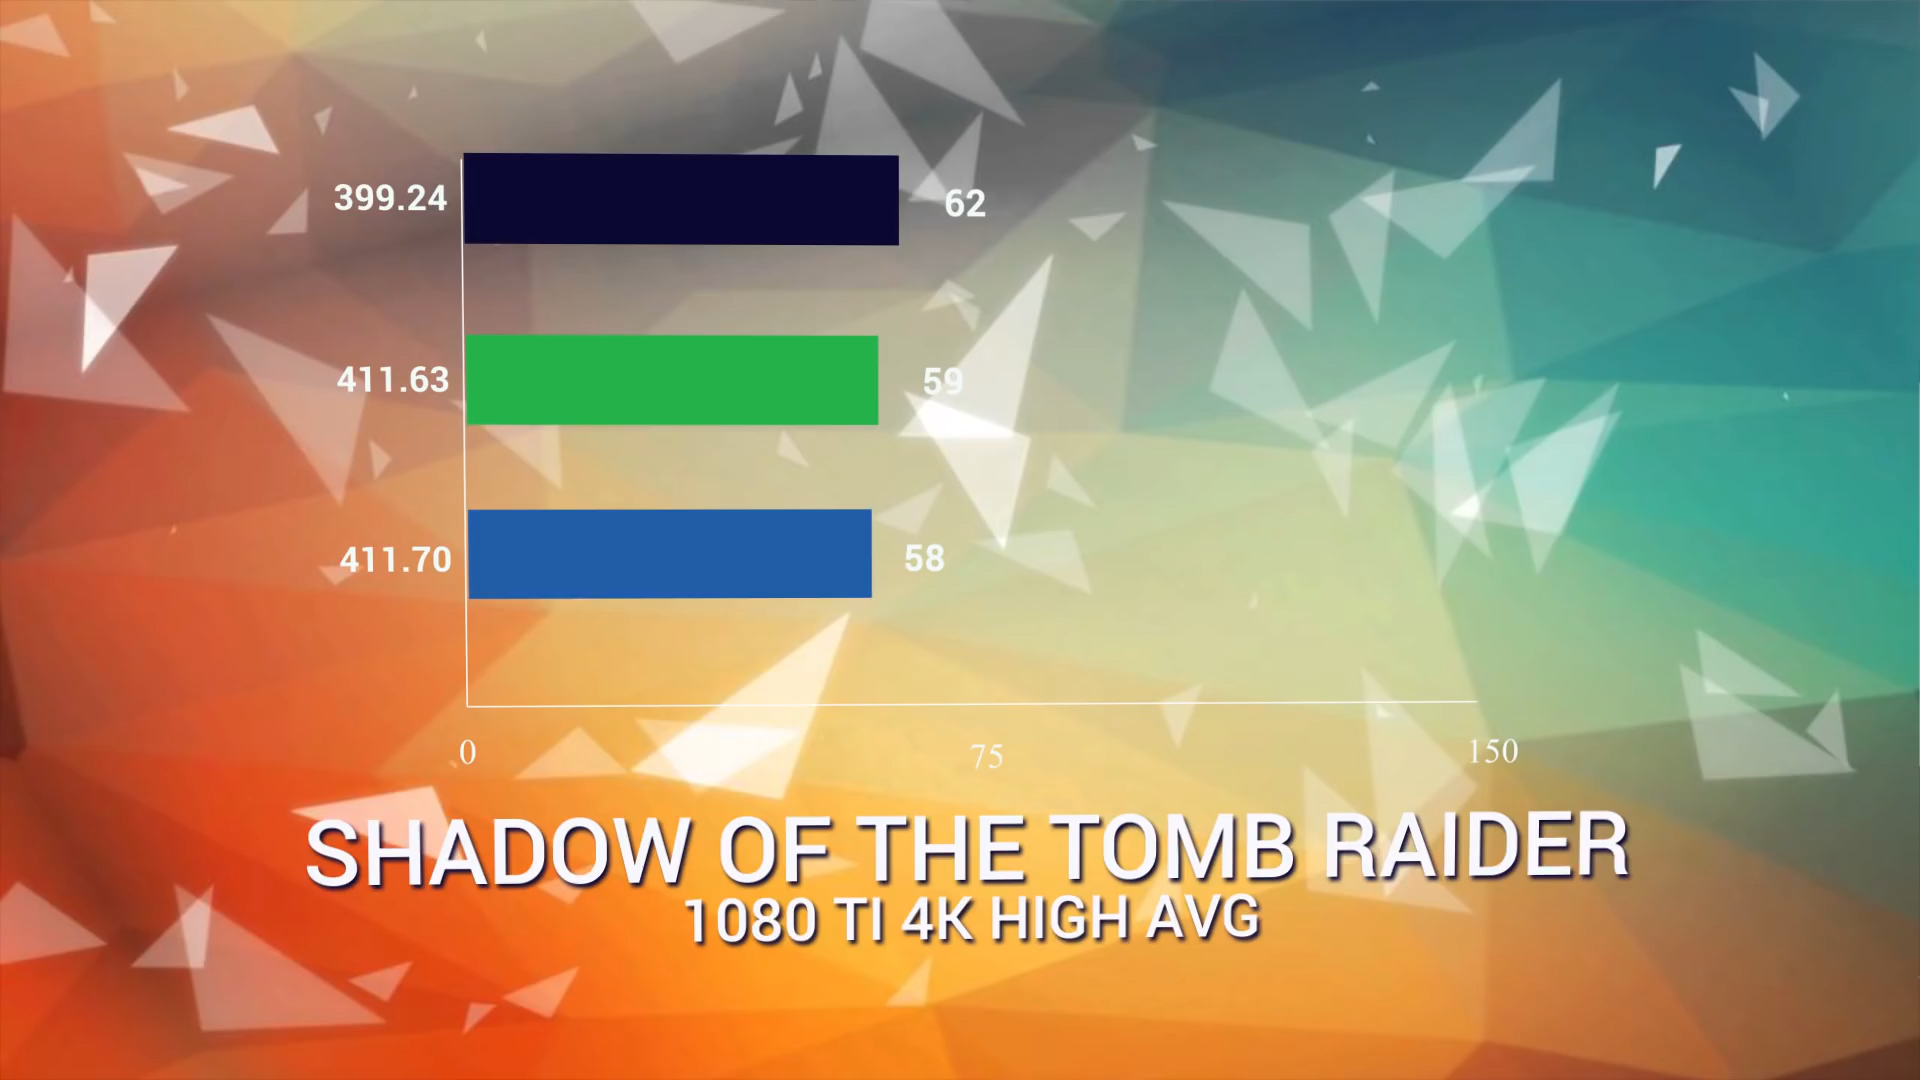 399.24 62
411.63 59
411.70 58
0 75 150
SHADOW OF THE TOMB RAIDER
1080 TI 4K HIGH AVG